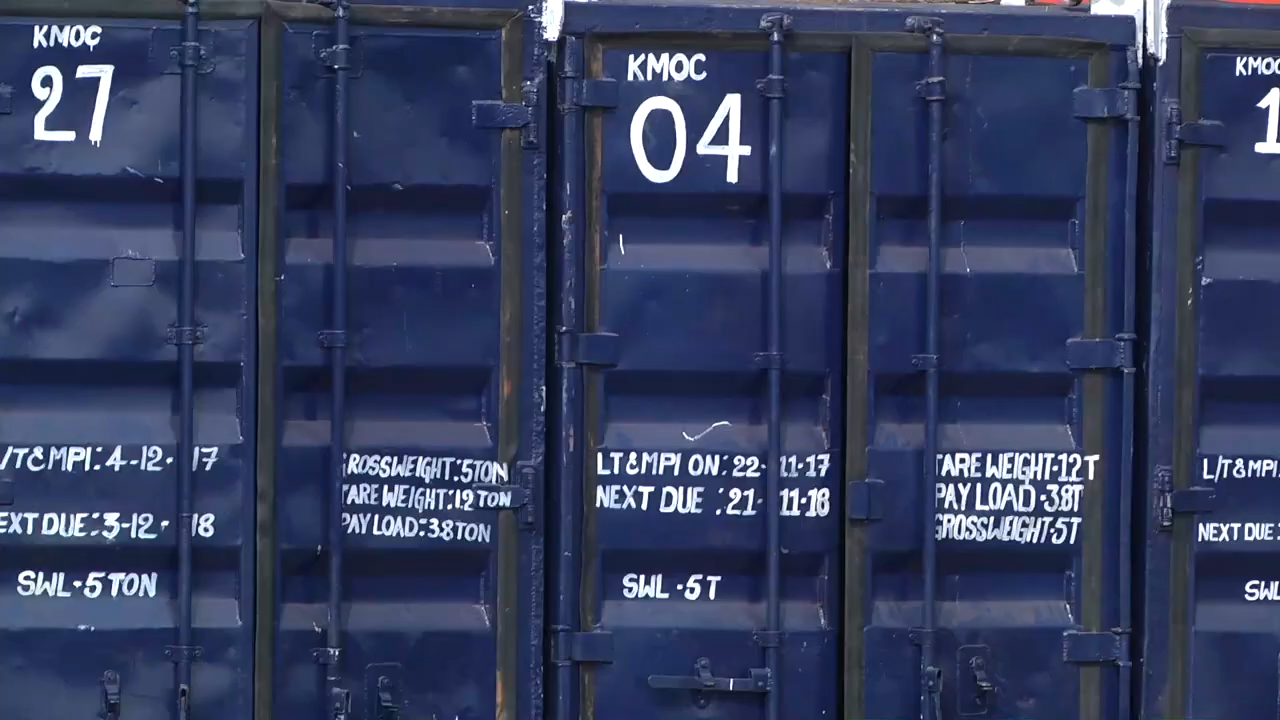 KMOC
27
L/T&MPI:4-12-17
NEXT DUE:3-12-18
SWL-5TON
GROSSWEIGHT:5TON
TARE WEIGHT:1.2TON
PAY LOAD:3.8TON
KMOC
04
LT&MPI ON:22-11-17
NEXT DUE :21-11-18
SWL-5T
TARE WEIGHT-1.2T
PAY LOAD-3.8T
GROSSWEIGHT-5T
KMOC
1
L/T&MPI:
NEXT DUE:
SWL